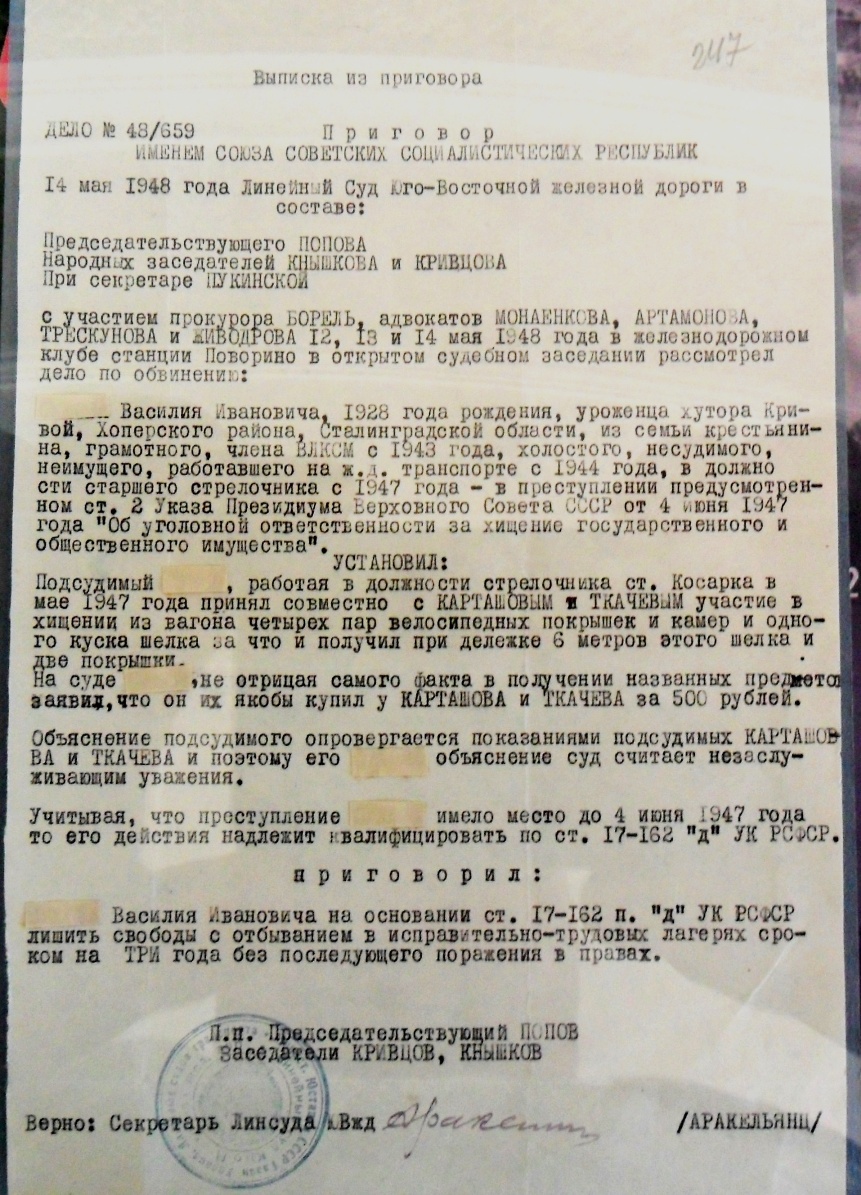 247
Выписка из приговора
ДЕЛО № 48/659 Приговор
ИМЕНЕМ СОЮЗА СОВЕТСКИХ СОЦИАЛИСТИЧЕСКИХ РЕСПУБЛИК
14 мая 1948 года Линейный Суд Юго-Восточной железной дороги в
составе:
Председательствующего ПОПОВА
Народных заседателей КНЫШКОВА и КРИВЦОВА
При секретаре ПУКИНСКОЙ
с участием прокурора БОРЕЛЬ, адвокатов МОНАЕНКОВА, АРТАМОНОВА,
ТРЕСКУНОВА и ЖИВОДРОВА 12, 13 и 14 мая 1948 года в железнодорожном
клубе станции Поворино в открытом судебном заседании рассмотрел
дело по обвинению:
Василия Ивановича, 1928 года рождения, уроженца хутора Кри-
вой, Хоперского района, Сталинградской области, из семьи крестьяни-
на, грамотного, члена ВЛКСМ с 1943 года, холостого, несудимого,
неимущего, работавшего на ж.д. транспорте с 1944 года, в должно
сти старшего стрелочника с 1947 года - в преступлении предусмотрен-
ном ст. 2 Указа Президиума Верховного Совета СССР от 4 июня 1947
года "Об уголовной ответственности за хищение государственного и
общественного имущества".
УСТАНОВИЛ:
Подсудимый , работая в должности стрелочника ст. Косарка в
мае 1947 года принял совместно с КАРТАШОВЫМ и ТКАЧЕВЫМ участие в
хищении из вагона четырех пар велосипедных покрышек и камер и одно-
го куска шелка за что и получил при дележке 6 метров этого шелка и
две покрышки.
На суде ,не отрицая самого факта в получении названных предметов
заявил,что он их якобы купил у КАРТАШОВА и ТКАЧЕВА за 500 рублей.
Объяснение подсудимого опровергается показаниями подсудимых КАРТАШОВ-
ВА и ТКАЧЕВА и поэтому его объяснение суд считает незаслу-
живающим уважения.
Учитывая, что преступление имело место до 4 июня 1947 года
то его действия надлежит квалифицировать по ст. 17-162 "д" УК РСФСР.
приговорил:
Василия Ивановича на основании ст. 17-162 п. "д" УК РСФСР
лишить свободы с отбыванием в исправительно-трудовых лагерях сро-
ком на ТРИ года без последующего поражения в правах.
П.п. Председательствующий ПОПОВ
Заседатели КРИВЦОВ, КНЫШКОВ
Верно: Секретарь Линсуда ЮВжд /АРАКЕЛЬЯНЦ/